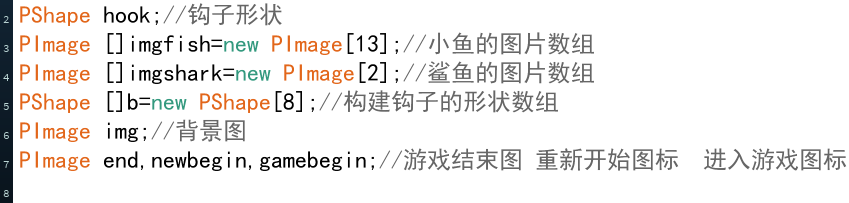 2 PShape hook;//钩子形状
3 PImage []imgfish=new PImage[13];//小鱼的图片数组
4 PImage []imgshark=new PImage[2];//鲨鱼的图片数组
5 PShape []b=new PShape[8];//构建钩子的形状数组
6 PImage img;//背景图
7 PImage end,newbegin,gamebegin;//游戏结束图 重新开始图标  进入游戏图标
8